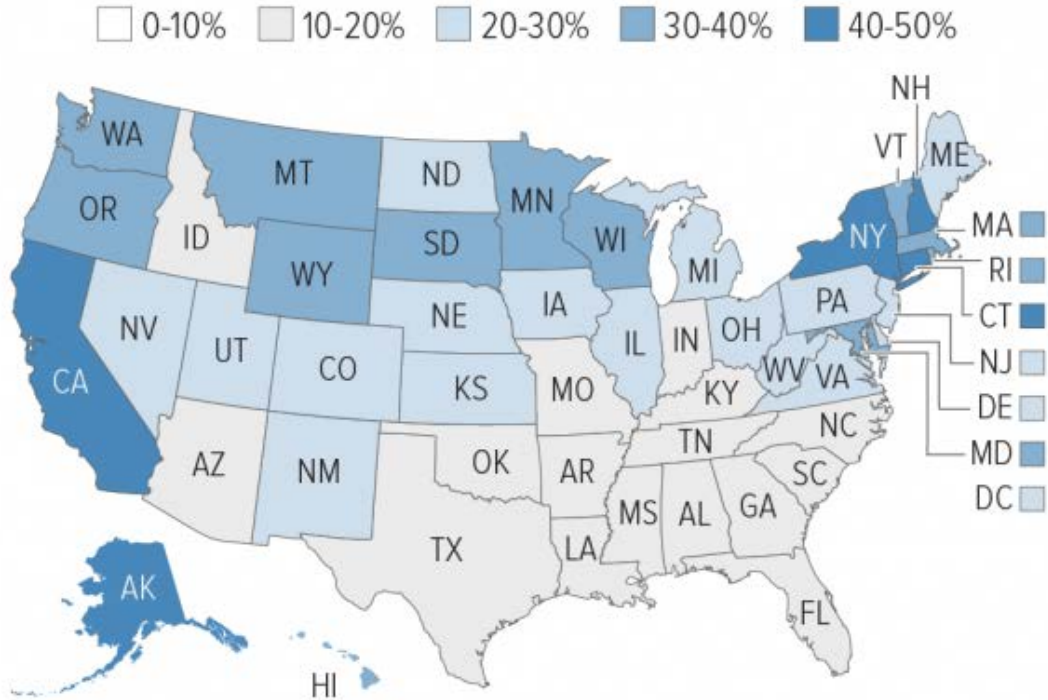 0-10% 10-20% 20-30% 30-40% 40-50%
NH
VT
ME
WA
MT
ND
MN
OR
ID
SD
WI
NY
MA
WY
MI
RI
IA
PA
NE
NV
OH
CT
UT
IL
IN
CO
WV
NJ
CA
KS
MO
KY
VA
DE
NC
TN
MD
AZ
NM
OK
AR
SC
DC
MS
AL
GA
TX
LA
AK
FL
HI